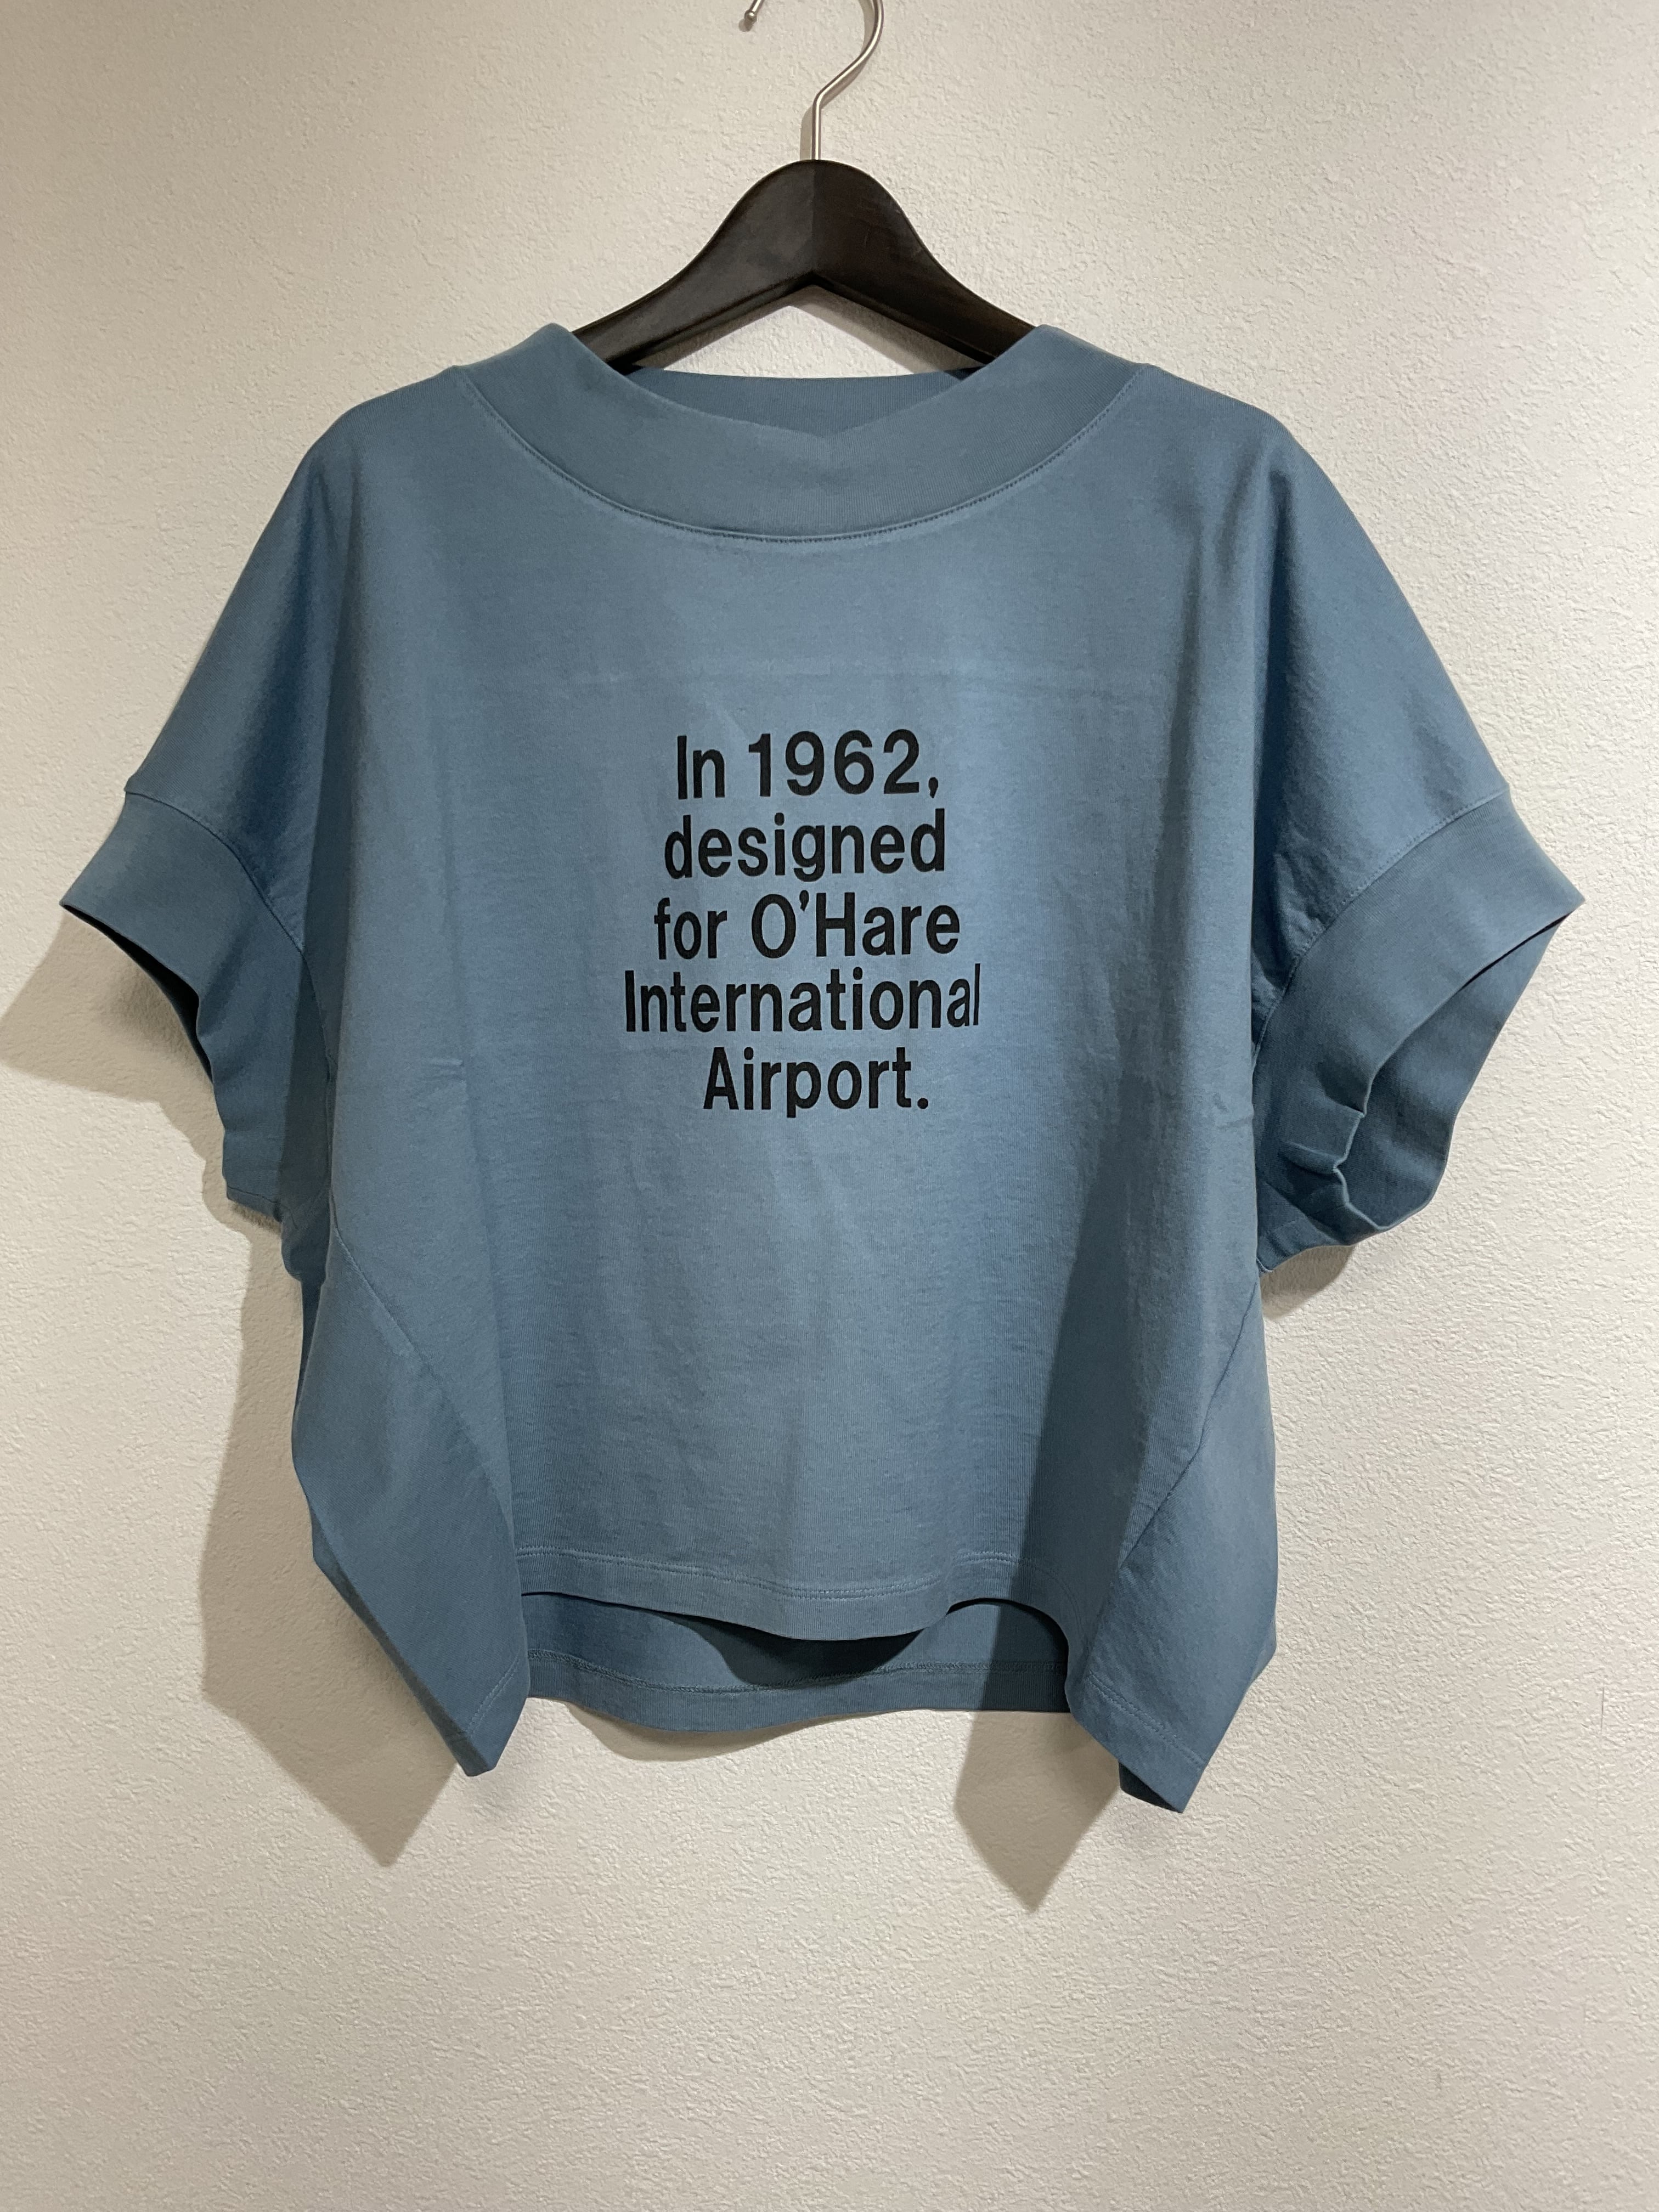 In 1962,
designed
for O'Hare
International
Airport.